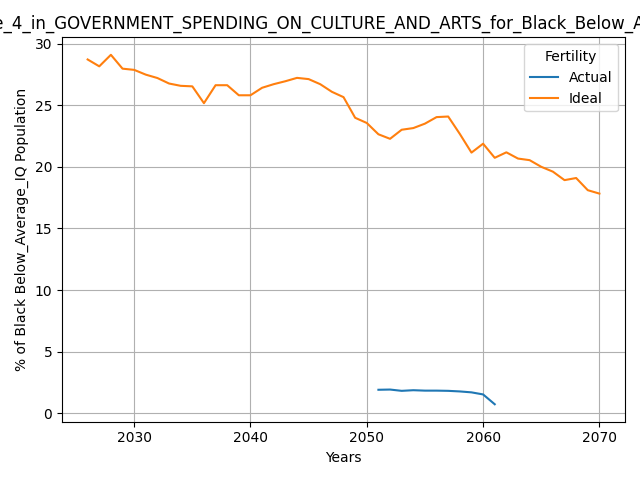 e_4_in_GOVERNMENT_SPENDING_ON_CULTURE_AND_ARTS_for_Black_Below_A
Fertility
Actual
Ideal
% of Black Below_Average_IQ Population
30
25
20
15
10
5
0
2030 2040 2050 2060 2070
Years